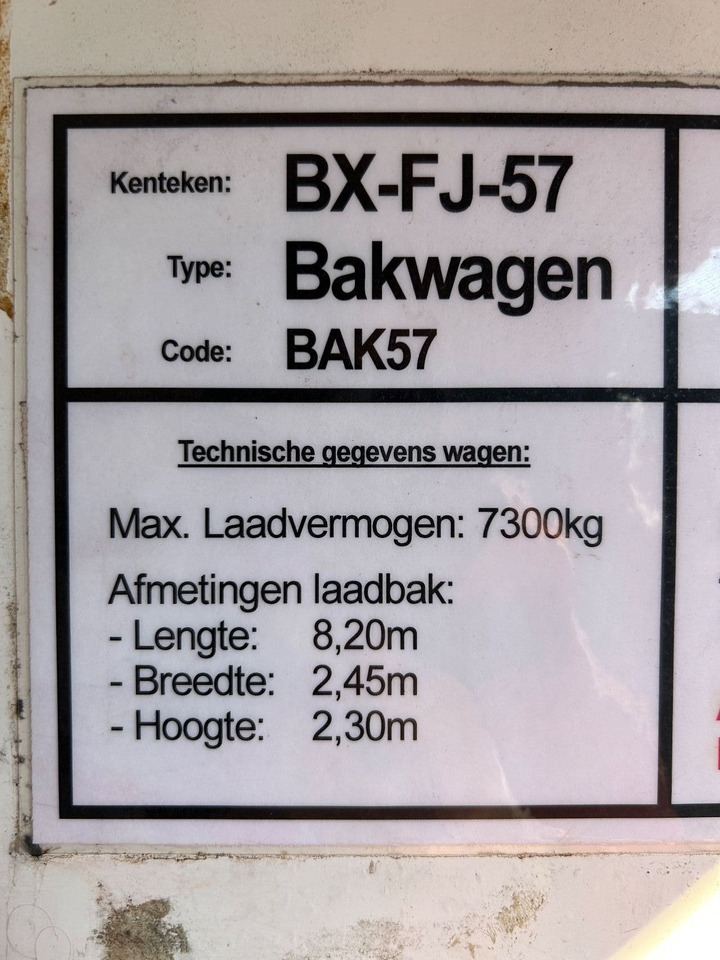 Kenteken: BX-FJ-57
Type: Bakwagen
Code: BAK57
Technische gegevens wagen:
Max. Laadvermogen: 7300kg
Afmetingen laadbak:
- Lengte: 8,20m
- Breedte: 2,45m
- Hoogte: 2,30m